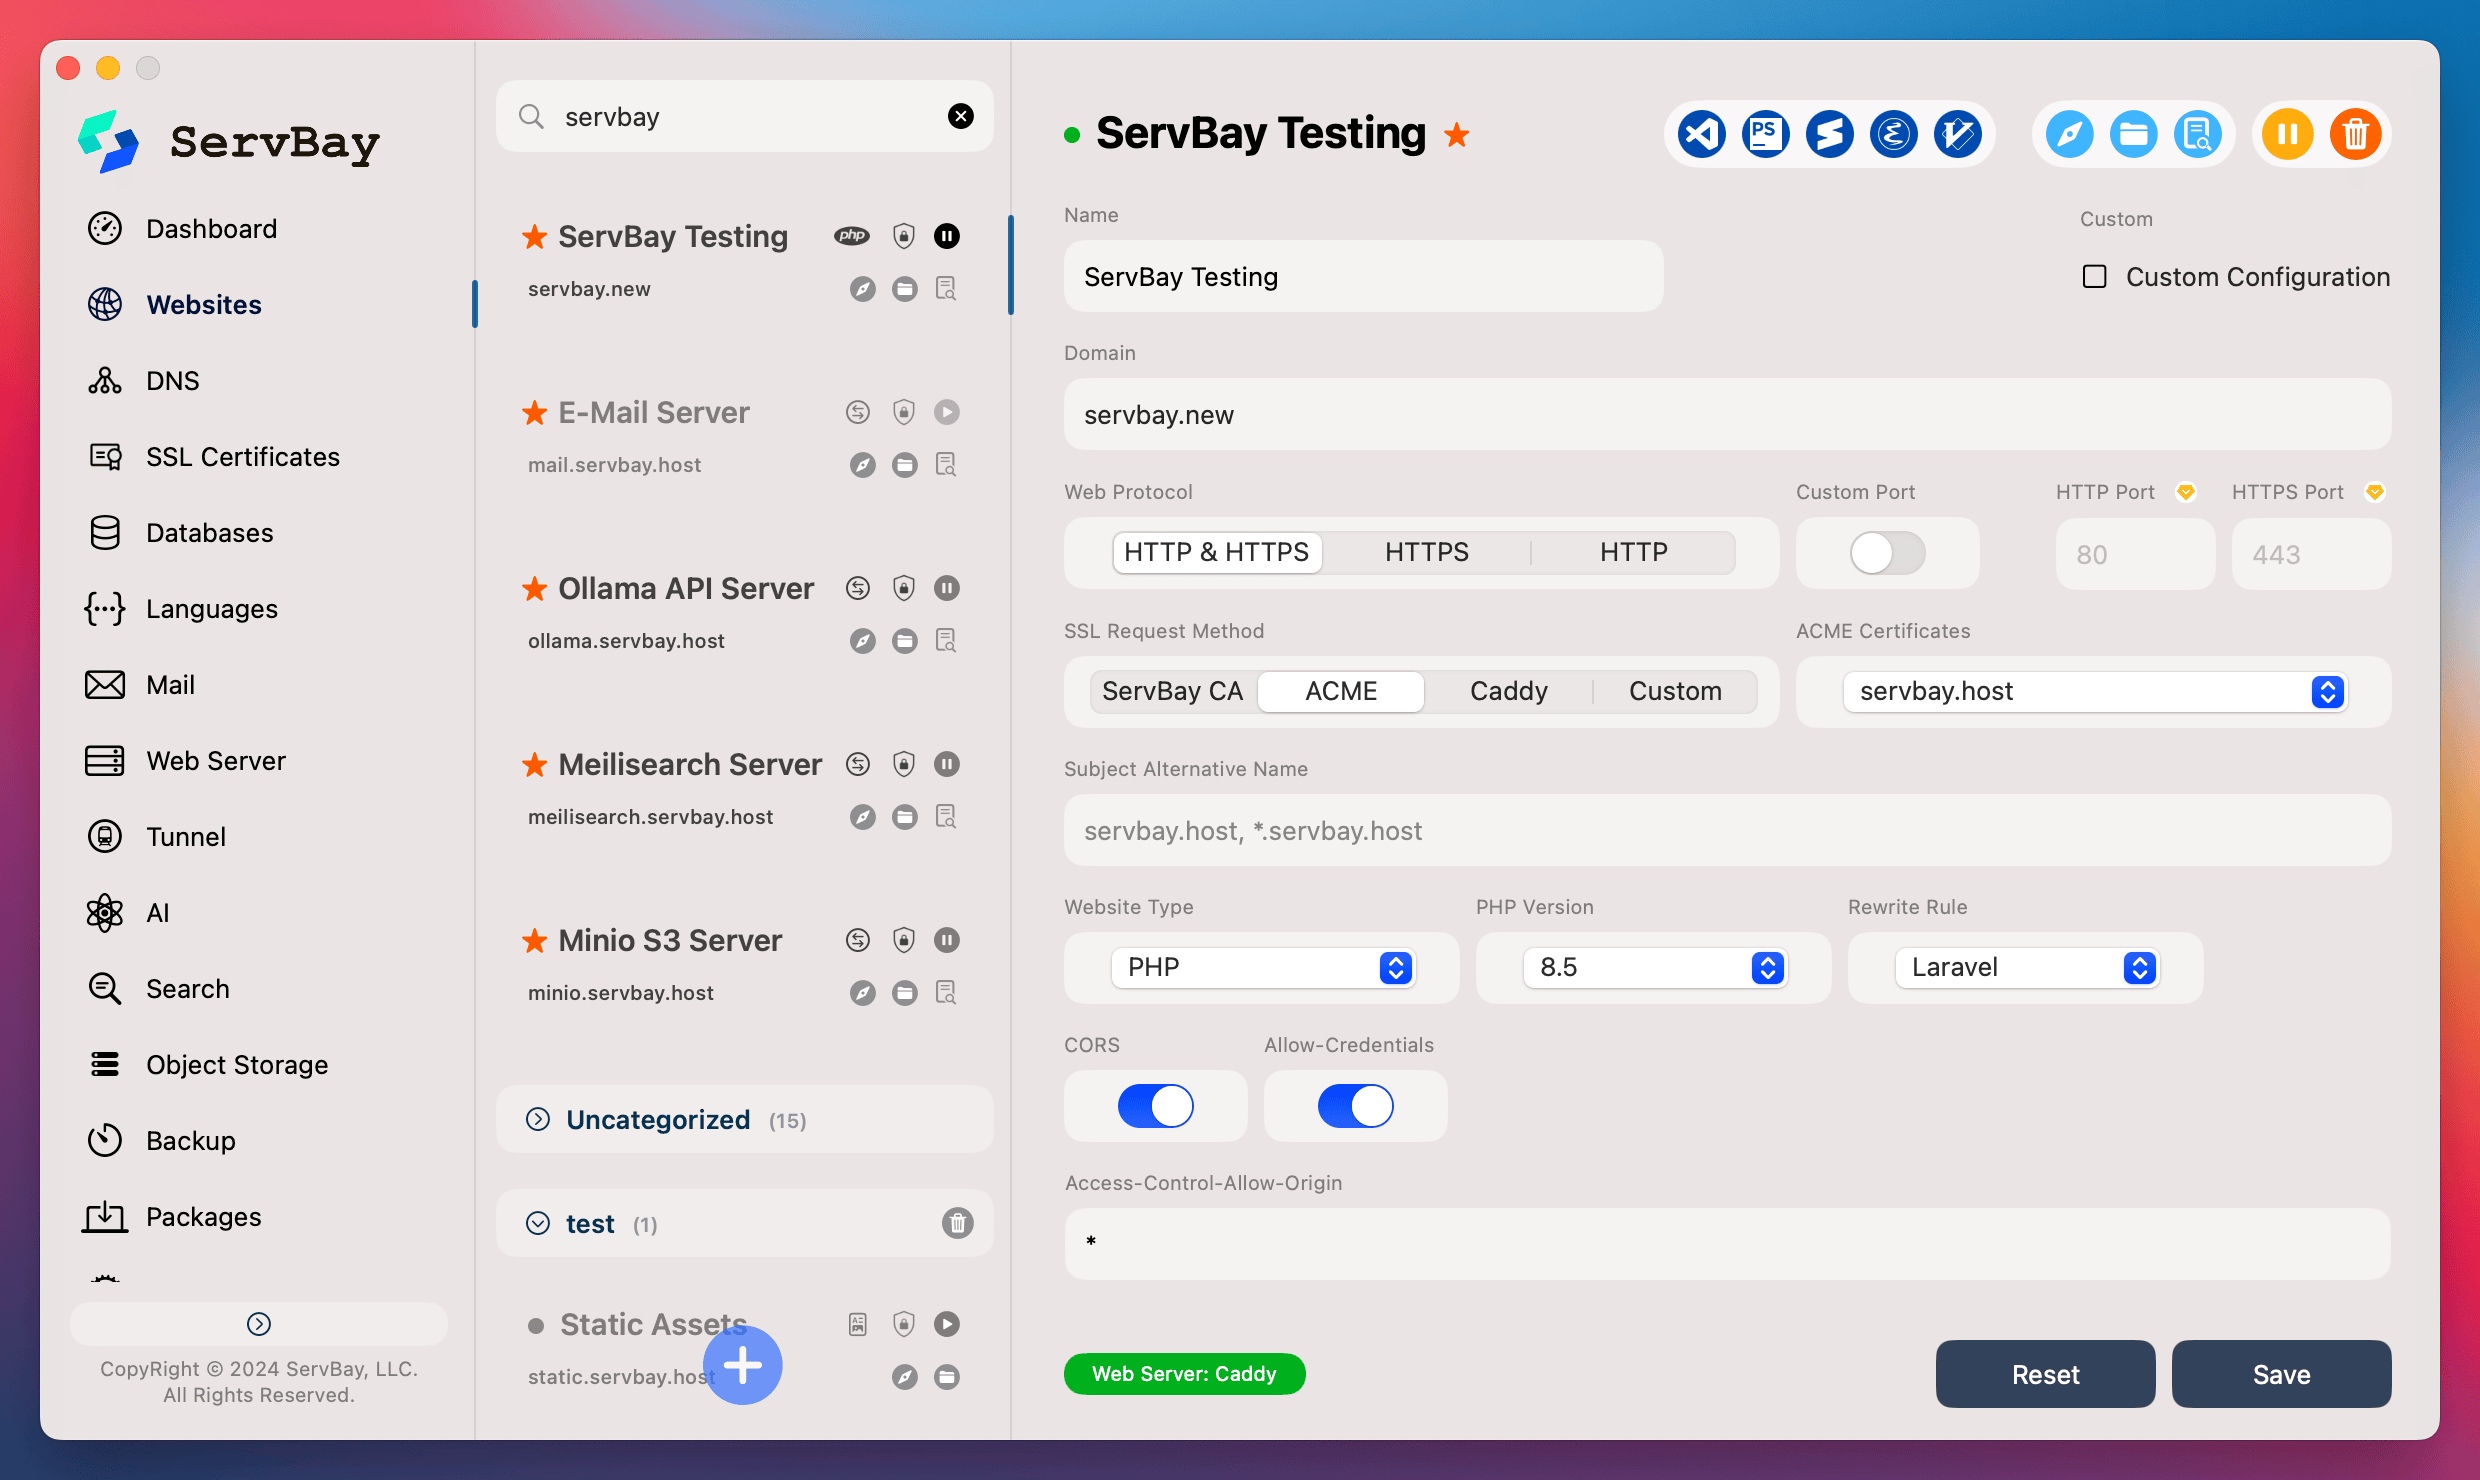 ServBay
Dashboard
Websites
DNS
SSL Certificates
Databases
Languages
Mail
Web Server
Tunnel
AI
Search
Object Storage
Backup
Packages
CopyRight © 2024 ServBay, LLC.
All Rights Reserved.
servbay
ServBay Testing
php
servbay.new
E-Mail Server
mail.servbay.host
Ollama API Server
ollama.servbay.host
Meilisearch Server
meilisearch.servbay.host
Minio S3 Server
minio.servbay.host
Uncategorized (15)
test (1)
Static Assets
static.servbay.host
ServBay Testing
PS
Name
Custom
ServBay Testing
Custom Configuration
Domain
servbay.new
Web Protocol
Custom Port
HTTP Port
HTTPS Port
HTTP & HTTPS
HTTPS
HTTP
80
443
SSL Request Method
ACME Certificates
ServBay CA
ACME
Caddy
Custom
servbay.host
Subject Alternative Name
servbay.host, *.servbay.host
Website Type
PHP Version
Rewrite Rule
PHP
8.5
Laravel
CORS
Allow-Credentials
Access-Control-Allow-Origin
*
Web Server: Caddy
Reset
Save